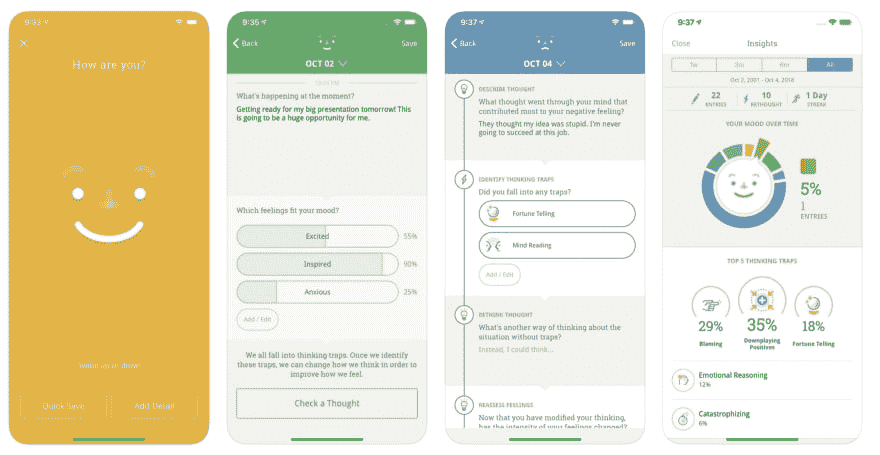 9:33
How are you?
Swipe up or down
Quick Save
Add Detail
9:35
Back
Save
OCT 02
What's happening at the moment?
Getting ready for my big presentation tomorrow! This
is going to be a huge opportunity for me.
Which feelings fit your mood?
Excited
55%
Inspired
90%
Anxious
25%
Add / Edit
We all fall into thinking traps. Once we identify
these traps, we can change how we think in order to
improve how we feel.
Check a Thought
9:37
Back
Save
OCT 04
DESCRIBE THOUGHT
What thought went through your mind that
contributed most to your negative feeling?
They thought my idea was stupid. I'm never
going to succeed at this job.
IDENTIFY THINKING TRAPS
Did you fall into any traps?
Fortune Telling
Mind Reading
Add / Edit
RETHINK THOUGHT
What's another way of thinking about the
situation without traps?
Instead, I could think...
REASSESS FEELINGS
Now that you have modified your thinking,
has the intensity of your feelings changed?
9:37
Close
Insights
1w
3m
6m
All
Oct 2, 2001 - Oct 4, 2018
22
ENTRIES
10
RETHOUGHT
1 Day
STREAK
YOUR MOOD OVER TIME
5%
1
ENTRIES
TOP 5 THINKING TRAPS
29%
Blaming
35%
Downplaying
Positives
18%
Fortune Telling
Emotional Reasoning
12%
Catastrophizing
6%